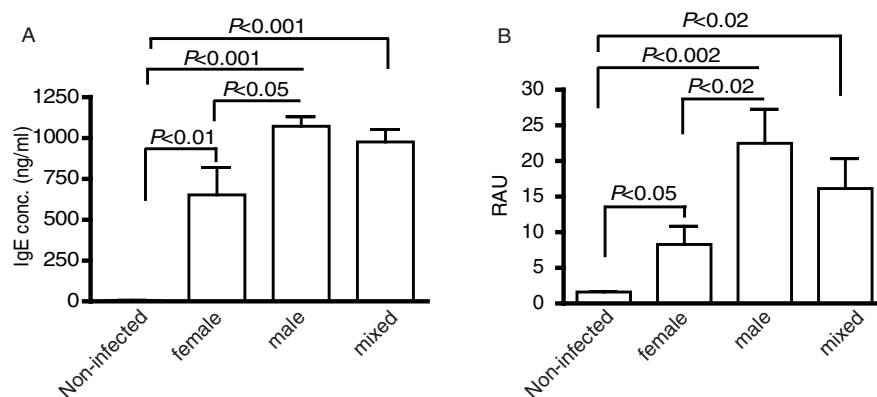 A
P<0.001
P<0.001
P<0.05
P<0.01
IgE conc. (ng/ml)
1250
1000
750
500
250
0
Non-infected
female
male
mixed
B
P<0.02
P<0.002
P<0.02
P<0.05
RAU
30
25
20
15
10
5
0
Non-infected
female
male
mixed